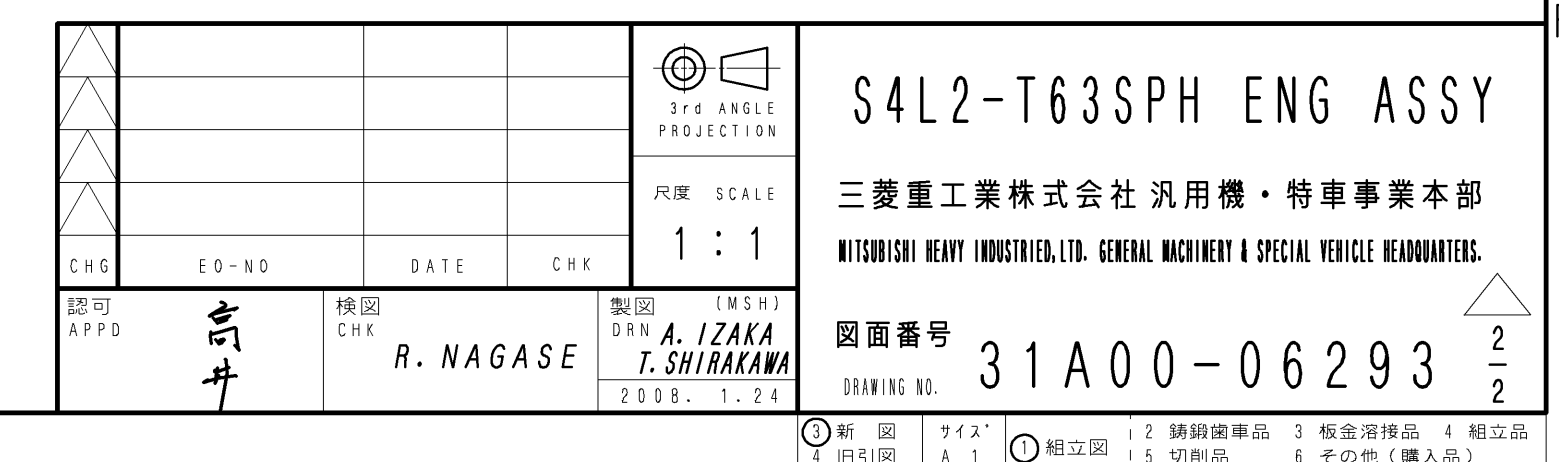 CHG EO-NO DATE CHK
3rd ANGLE
PROJECTION
尺度 SCALE
1 : 1
S4L2-T63SPH ENG ASSY
三菱重工業株式会社 汎用機・特車事業本部
MITSUBISHI HEAVY INDUSTRIED,LTD. GENERAL MACHINERY & SPECIAL VEHICLE HEADQUARTERS.
認可
APPD
高井
検図
CHK
R. NAGASE
製図 (MSH)
DRN A. IZAKA
T. SHIRAKAWA
2008. 1.24
図面番号
DRAWING NO.
31A00-06293
2
2
③ 新 図
4 旧引図
サイズ
A 1
① 組立図
2 鋳鍛歯車品 3 板金溶接品 4 組立品
5 切削品 6 その他(購入品)